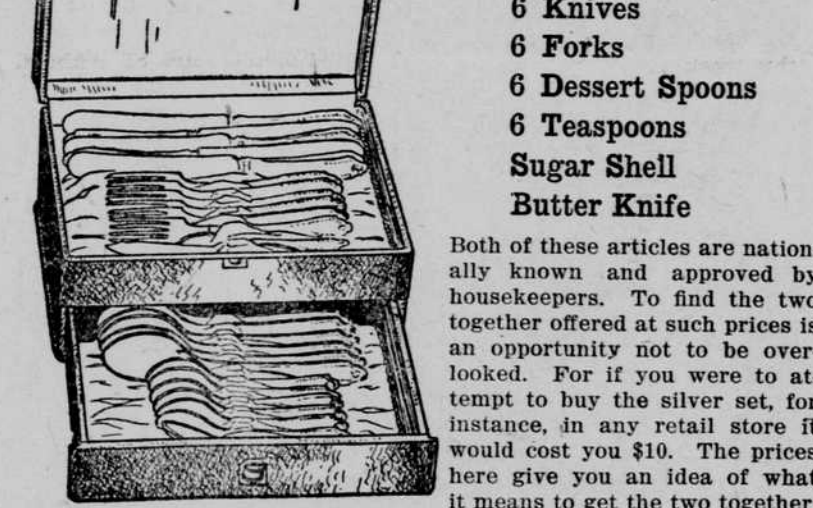 6 Knives
6 Forks
6 Dessert Spoons
6 Teaspoons
Sugar Shell
Butter Knife
Both of these articles are nation-
ally known and approved by
housekeepers. To find the two
together offered at such prices is
an opportunity not to be over-
looked. For if you were to at-
tempt to buy the silver set, for
instance, in any retail store it
would cost you $10. The prices
here give you an idea of what
it means to get the two together.